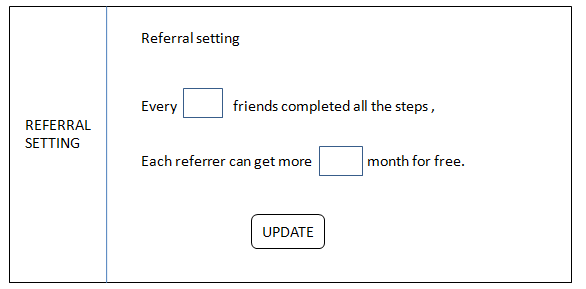 REFERRAL
SETTING
Referral setting
Every friends completed all the steps ,
Each referrer can get more month for free.
UPDATE